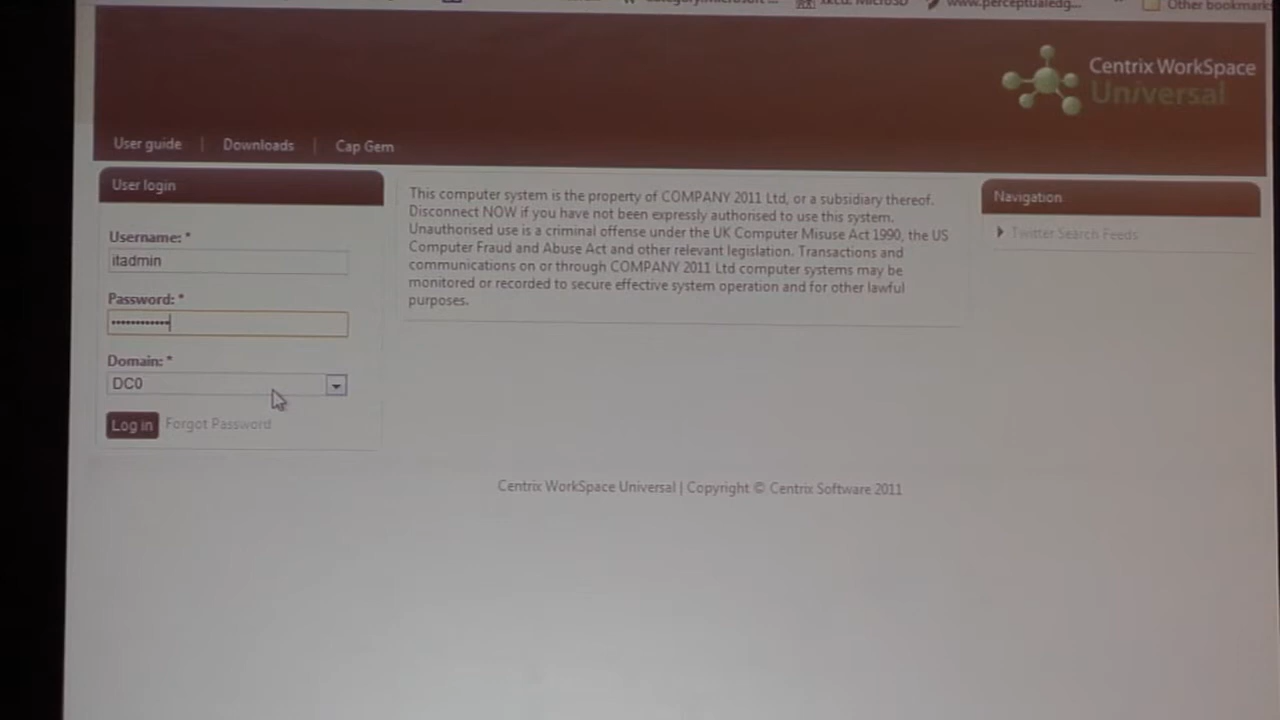 www.perceptualedg...
Other bookmarks
Centrix WorkSpace
Universal
User guide | Downloads | Cap Gem
User login
Username: *
itadmin
Password: *
••••••••••••
Domain: *
DC0
Log in Forgot Password
This computer system is the property of COMPANY 2011 Ltd, or a subsidiary thereof.
Disconnect NOW if you have not been expressly authorised to use this system.
Unauthorised use is a criminal offense under the UK Computer Misuse Act 1990, the US
Computer Fraud and Abuse Act and other relevant legislation. Transactions and
communications on or through COMPANY 2011 Ltd computer systems may be
monitored or recorded to secure effective system operation and for other lawful
purposes.
Navigation
Twitter Search Feeds
Centrix WorkSpace Universal | Copyright © Centrix Software 2011